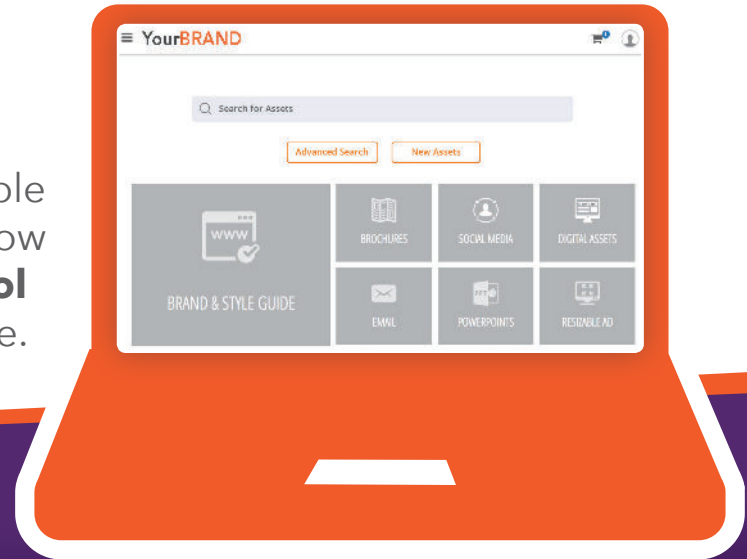 YourBRAND
Search for Assets
Advanced Search
New Assets
www
BRAND & STYLE GUIDE
BROCHURES
SOCIAL MEDIA
DIGITAL ASSETS
EMAIL
POWERPOINTS
RESIZABLE AD